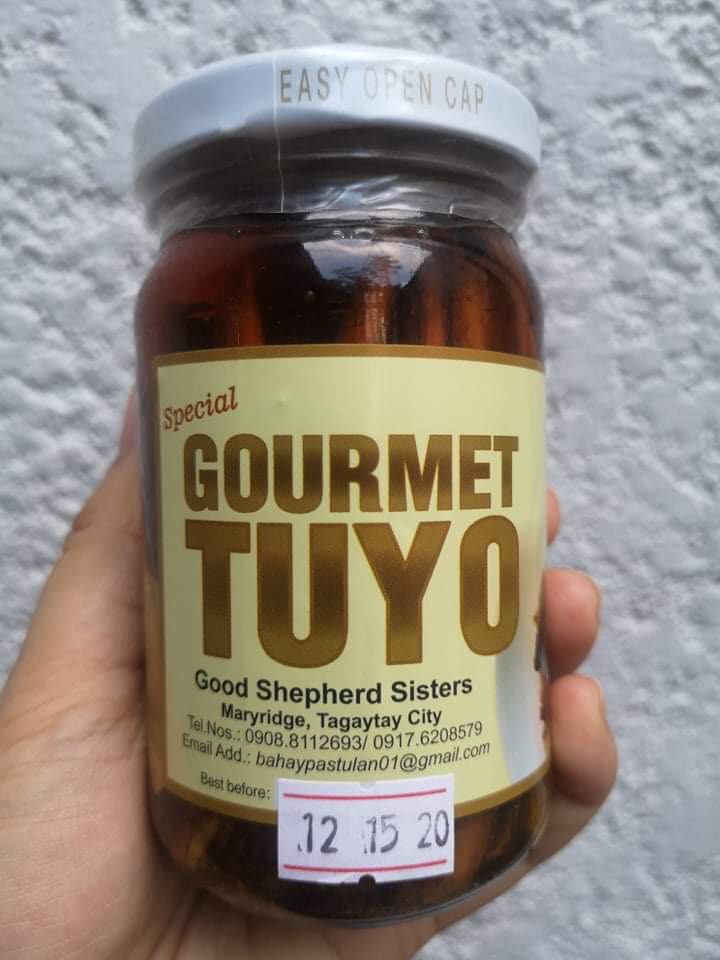 EASY OPEN CAP
Special
GOURMET
TUYO
Good Shepherd Sisters
Maryridge, Tagaytay City
Tel.Nos.: 0908.8112693/ 0917.6208579
Email Add.: bahaypastulan01@gmail.com
Best before: 12 15 20